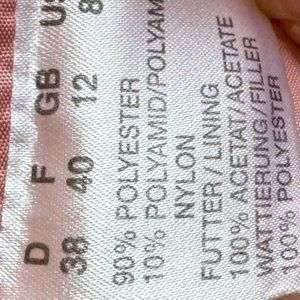 D F GB US
38 40 12 8
90% POLYESTER
10% POLYAMID/POLYAM
NYLON
FUTTER/LINING
100% ACETAT/ACETATE
WATTIERUNG/FILLER
100% POLYESTER